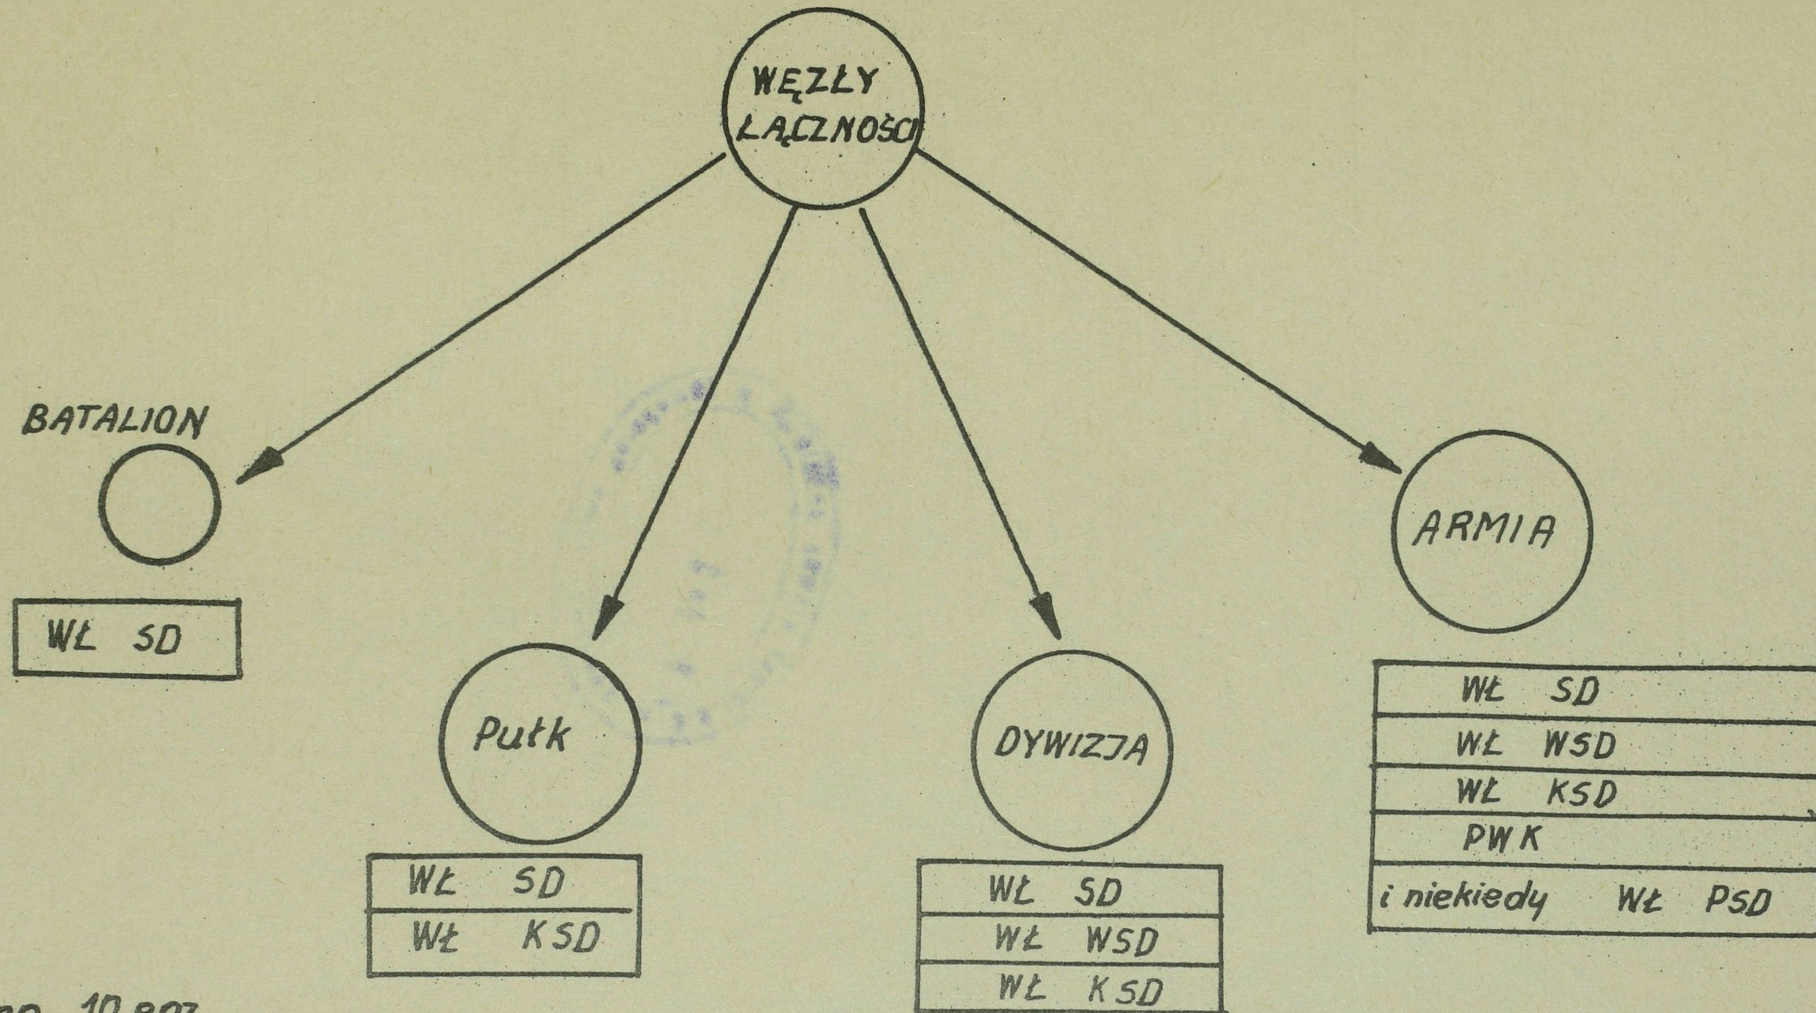 WĘZŁY
ŁĄCZNOŚCI
BATALION
WŁ SD
Pułk
WŁ SD
WŁ KSD
DYWIZJA
WŁ SD
WŁ WSD
WŁ KSD
ARMIA
WŁ SD
WŁ WSD
WŁ KSD
PWK
i niekiedy WŁ PSD
10